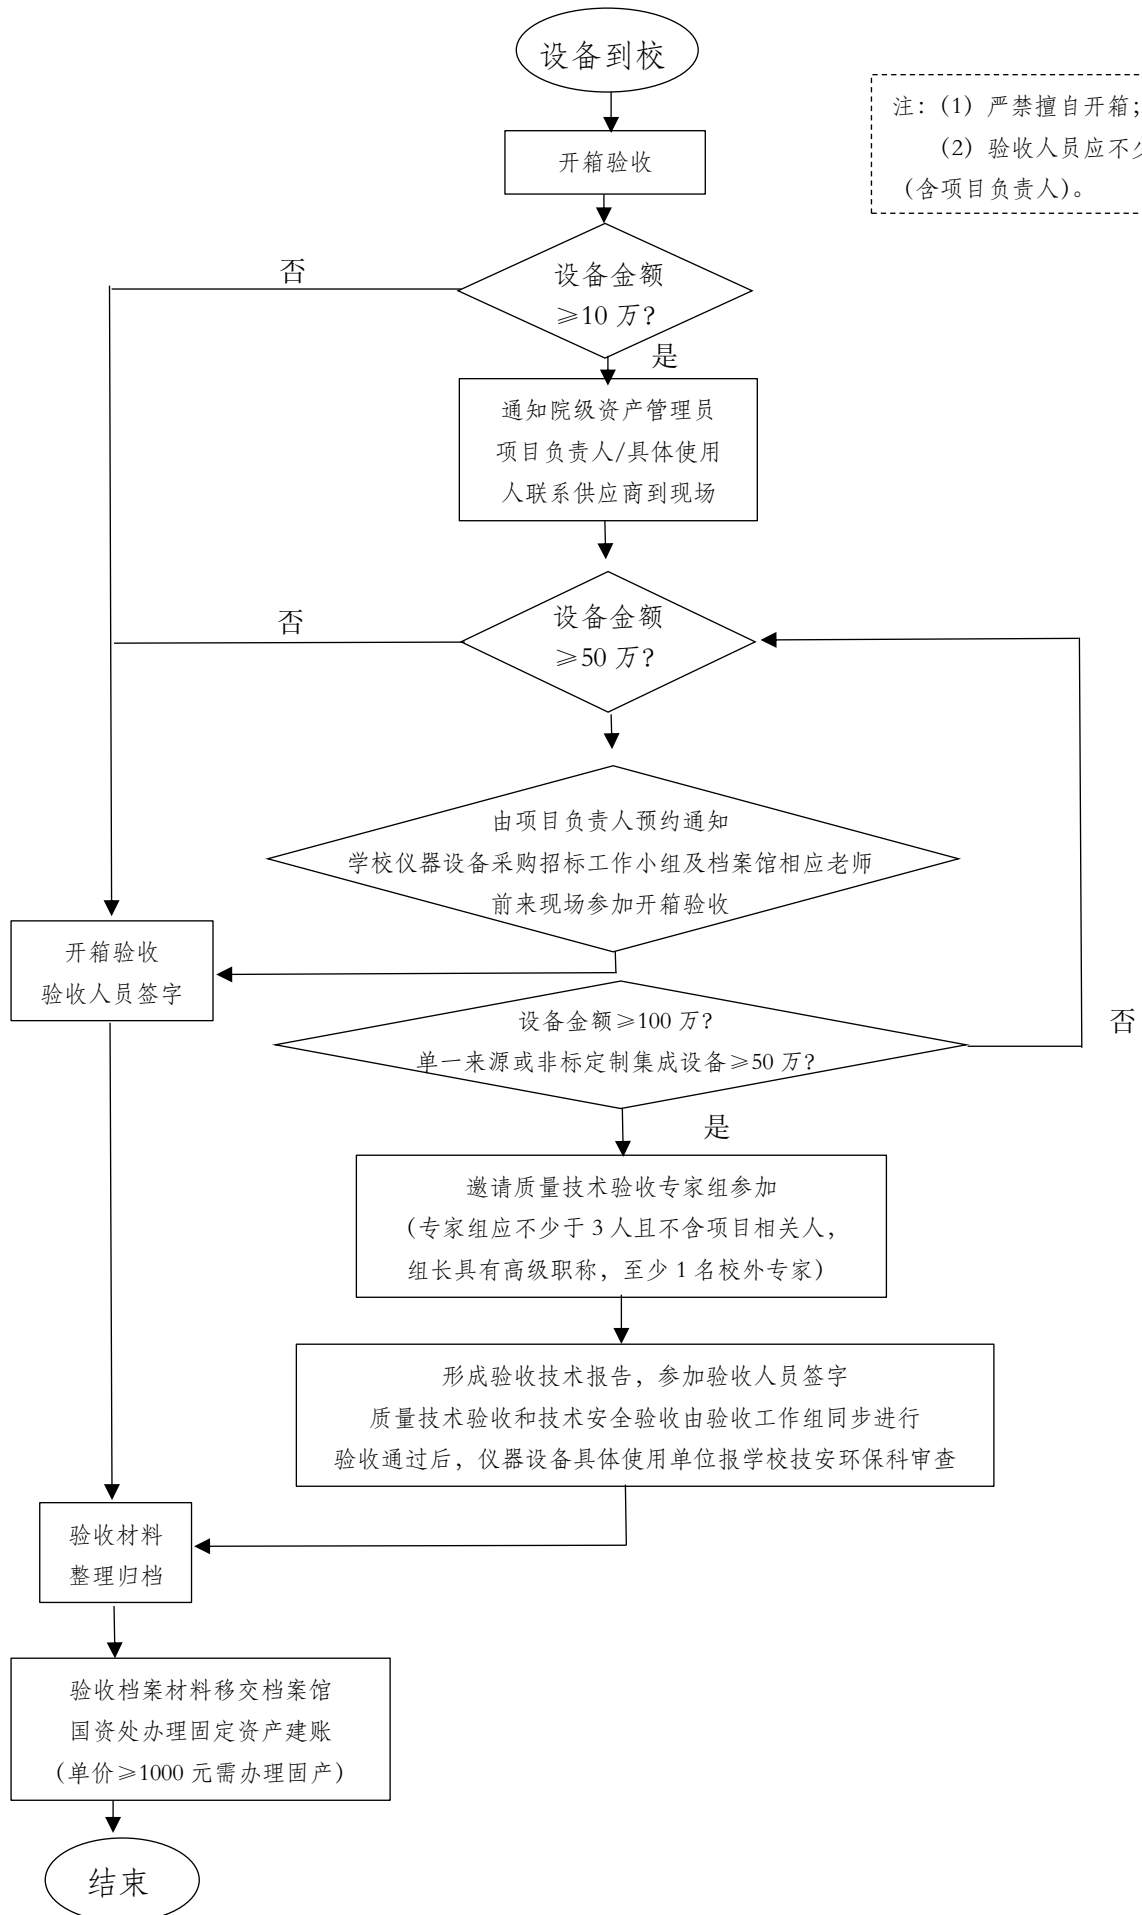 设备到校
注：（1）严禁擅自开箱；
（2）验收人员应不
（含项目负责人）。
开箱验收
设备金额
≥10 万？
否
是
通知院级资产管理员
项目负责人/具体使用
人联系供应商到现场
设备金额
≥50 万？
否
由项目负责人预约通知
学校仪器设备采购招标工作小组及档案馆相应老师
前来现场参加开箱验收
开箱验收
验收人员签字
设备金额≥100 万？
单一来源或非标定制集成设备≥50 万？
否
是
邀请质量技术验收专家组参加
（专家组应不少于 3 人且不含项目相关人，
组长具有高级职称，至少 1 名校外专家）
形成验收技术报告，参加验收人员签字
质量技术验收和技术安全验收由验收工作组同步进行
验收通过后，仪器设备具体使用单位报学校技安环保科审查
验收材料
整理归档
验收档案材料移交档案馆
国资处办理固定资产建账
（单价≥1000 元需办理固产）
结束